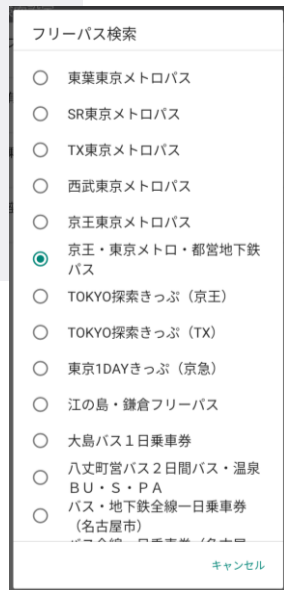 フリーパス検索
東葉東京メトロパス
SR東京メトロパス
TX東京メトロパス
西武東京メトロパス
京王東京メトロパス
京王・東京メトロ・都営地下鉄
パス
TOKYO探索きっぷ（京王）
TOKYO探索きっぷ（TX）
東京1DAYきっぷ（京急）
江の島・鎌倉フリーパス
大島バス１日乗車券
八丈町営バス２日間バス・温泉
ＢＵ・Ｓ・ＰＡ
バス・地下鉄全線一日乗車券
（名古屋市）
キャンセル